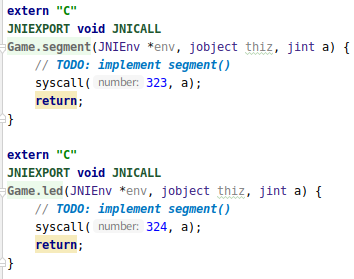 extern "C"
JNIEXPORT void JNICALL
Game.segment(JNIEnv *env, jobject thiz, jint a) {
// TODO: implement segment()
syscall( number: 323, a);
return;
}
extern "C"
JNIEXPORT void JNICALL
Game.led(JNIEnv *env, jobject thiz, jint a) {
// TODO: implement segment()
syscall( number: 324, a);
return;
}